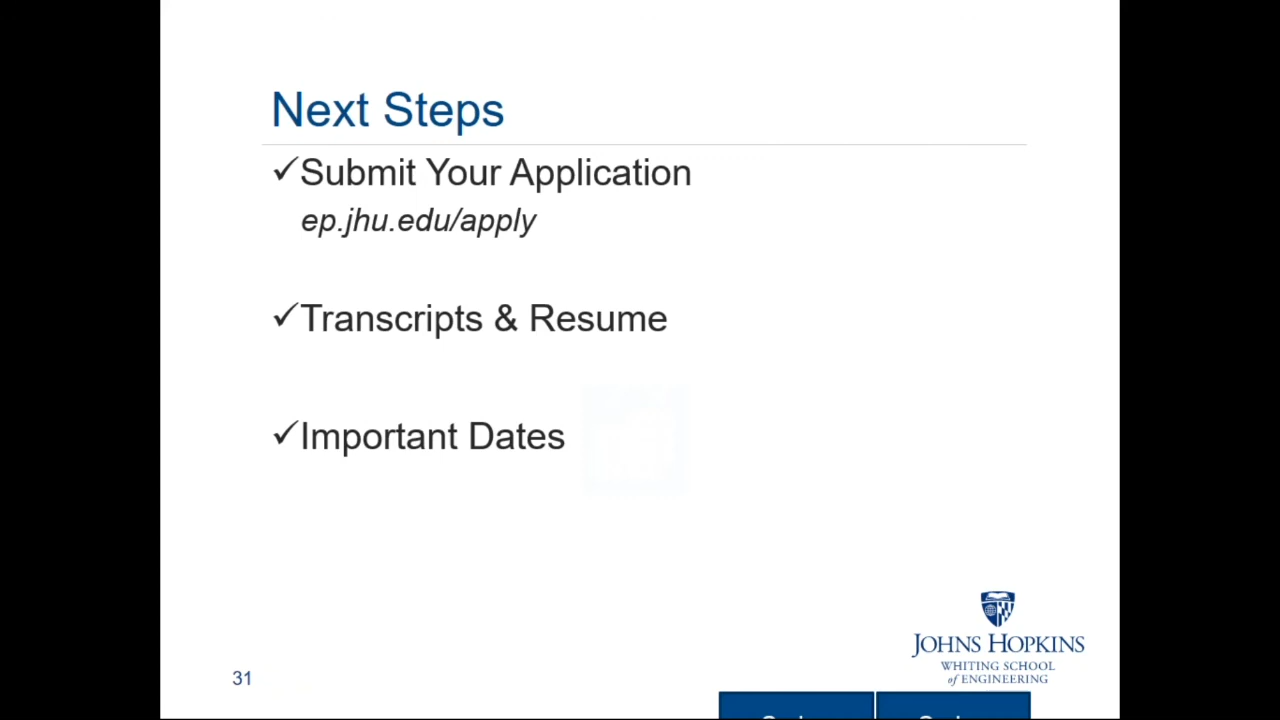 Next Steps
✓Submit Your Application
ep.jhu.edu/apply
✓Transcripts & Resume
✓Important Dates
JOHNS HOPKINS
WHITING SCHOOL
of ENGINEERING
31